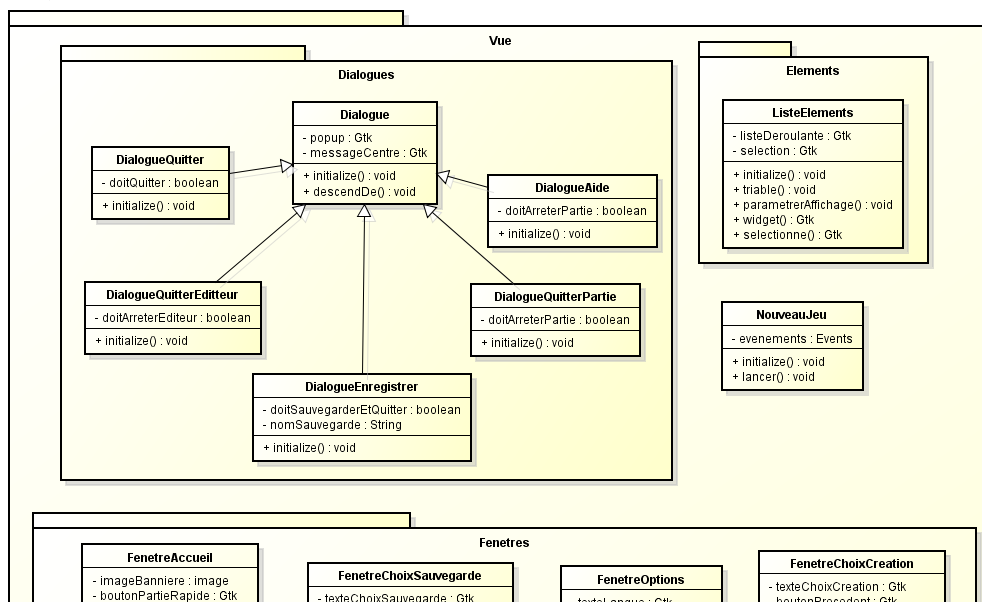 Vue
Dialogues
Dialogue
- popup : Gtk
- messageCentre : Gtk
+ initialize() : void
+ descendDe() : void
DialogueQuitter
- doitQuitter : boolean
+ initialize() : void
DialogueAide
- doitArreterPartie : boolean
+ initialize() : void
DialogueQuitterEditteur
- doitArreterEditeur : boolean
+ initialize() : void
DialogueQuitterPartie
- doitArreterPartie : boolean
+ initialize() : void
DialogueEnregistrer
- doitSauvegarderEtQuitter : boolean
- nomSauvegarde : String
+ initialize() : void
Elements
ListeElements
- listeDeroulante : Gtk
- selection : Gtk
+ initialize() : void
+ triable() : void
+ parametrerAffichage() : void
+ widget() : Gtk
+ selectionne() : Gtk
NouveauJeu
- evenements : Events
+ initialize() : void
+ lancer() : void
Fenetres
FenetreAccueil
- imageBanniere : image
- boutonPartieRapide : Gtk
FenetreChoixSauvegarde
- texteChoixSauvegarde : Gtk
FenetreOptions
- texteLangue : Gtk
FenetreChoixCreation
- texteChoixCreation : Gtk
- boutonPrecedent : Gtk